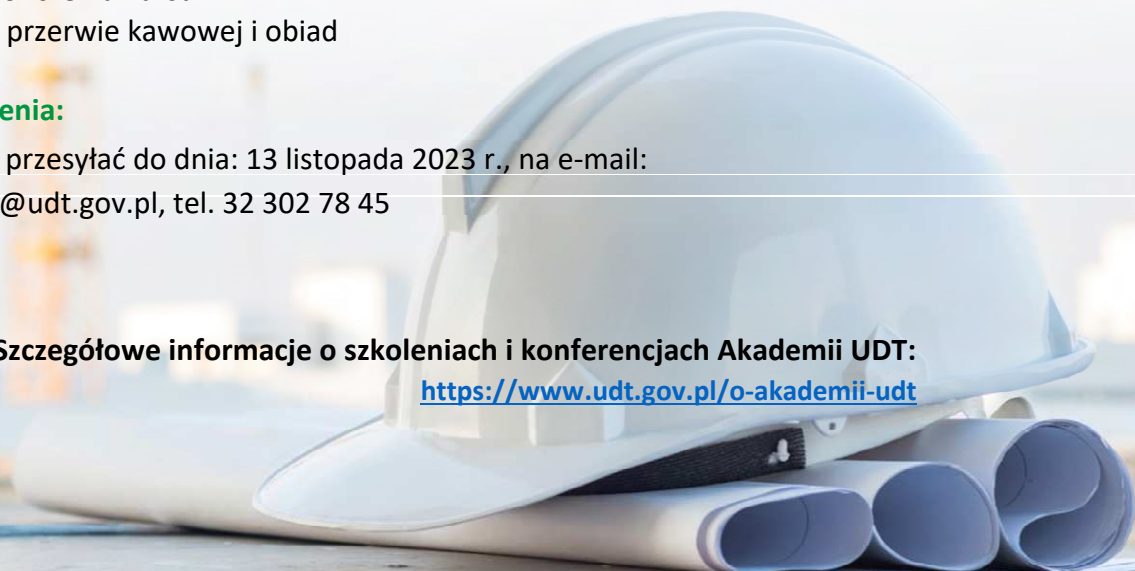 przerwie kawowej i obiad
enia:
przesyłać do dnia: 13 listopada 2023 r., na e-mail:
@udt.gov.pl, tel. 32 302 78 45
Szczegółowe informacje o szkoleniach i konferencjach Akademii UDT:
https://www.udt.gov.pl/o-akademii-udt